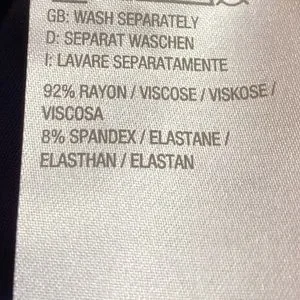 GB: WASH SEPARATELY
D: SEPARAT WASCHEN
I: LAVARE SEPARATAMENTE
92% RAYON / VISCOSE / VISKOSE /
VISCOSA
8% SPANDEX / ELASTANE /
ELASTHAN / ELASTAN